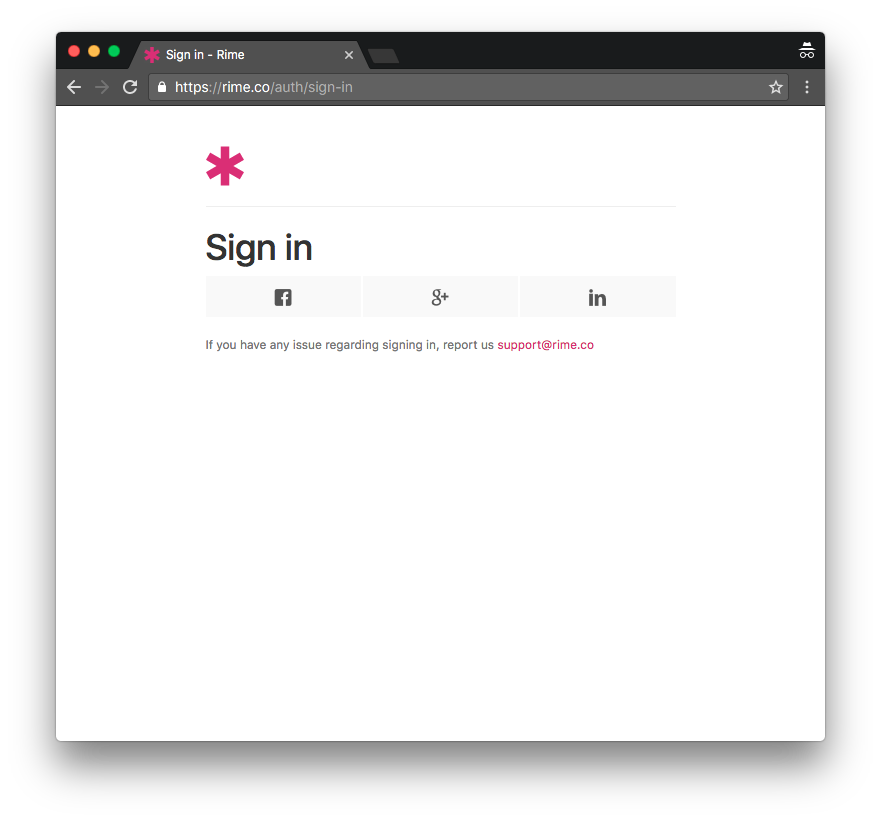 Sign in - Rime
https://rime.co/auth/sign-in
Sign in
If you have any issue regarding signing in, report us support@rime.co